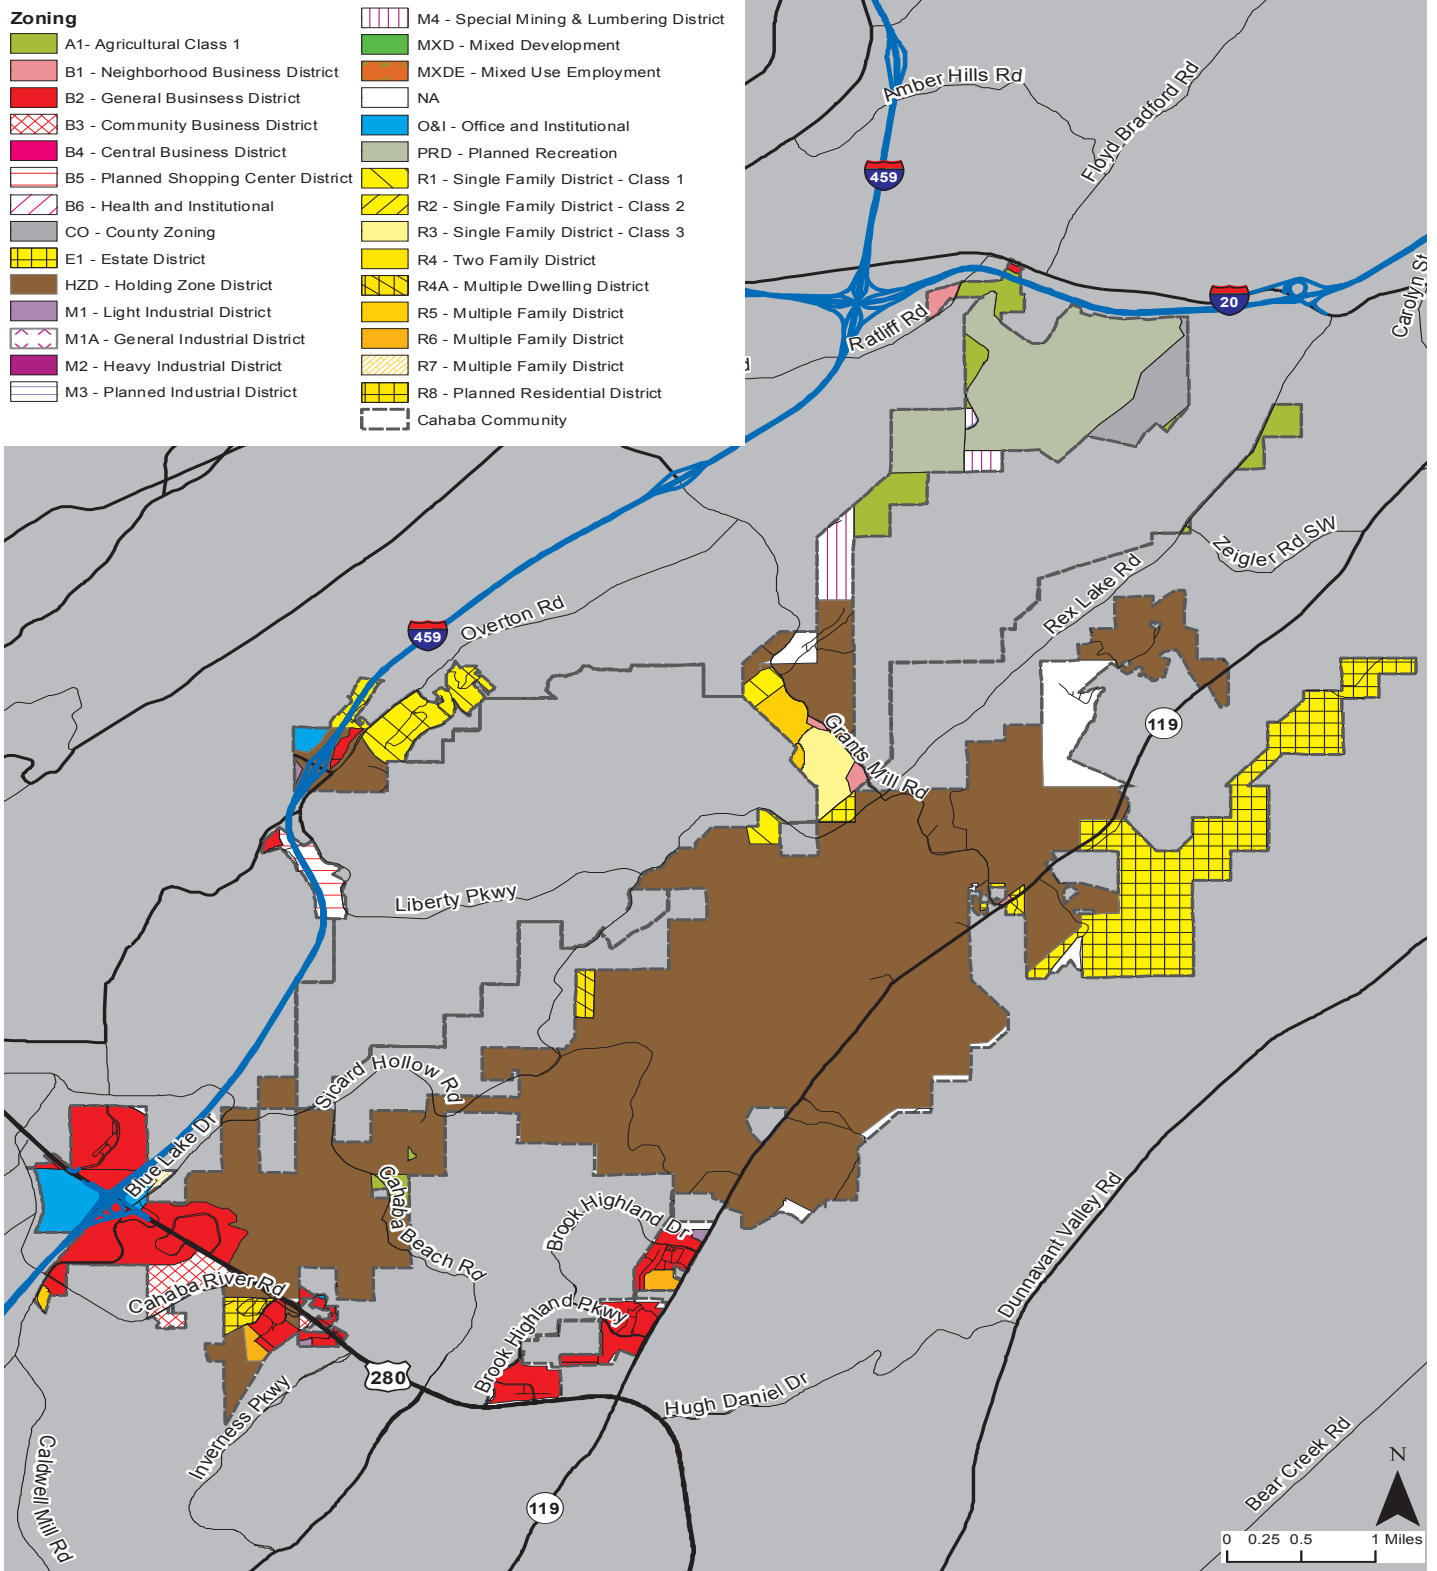 Zoning
A1- Agricultural Class 1
B1 - Neighborhood Business District
B2 - General Businsess District
B3 - Community Business District
B4 - Central Business District
B5 - Planned Shopping Center District
B6 - Health and Institutional
CO - County Zoning
E1 - Estate District
HZD - Holding Zone District
M1 - Light Industrial District
M1A - General Industrial District
M2 - Heavy Industrial District
M3 - Planned Industrial District
M4 - Special Mining & Lumbering District
MXD - Mixed Development
MXDE - Mixed Use Employment
NA
O&I - Office and Institutional
PRD - Planned Recreation
R1 - Single Family District - Class 1
R2 - Single Family District - Class 2
R3 - Single Family District - Class 3
R4 - Two Family District
R4A - Multiple Dwelling District
R5 - Multiple Family District
R6 - Multiple Family District
R7 - Multiple Family District
R8 - Planned Residential District
Cahaba Community
Amber Hills Rd
Floyd Bradford Rd
459
20
Carolyn St
Ratliff Rd
d
Zeigler Rd SW
Rex Lake Rd
Overton Rd
459
119
Grants Mill Rd
Liberty Pkwy
Sicard Hollow Rd
Blue Lake Dr
Cahaba Beach Rd
Brook Highland Dr
Dunnavant Valley Rd
Cahaba River Rd
Brook Highland Pkwy
280
Hugh Daniel Dr
Inverness Pkwy
Caldwell Mill Rd
119
Bear Creek Rd
N
0 0.25 0.5 1 Miles